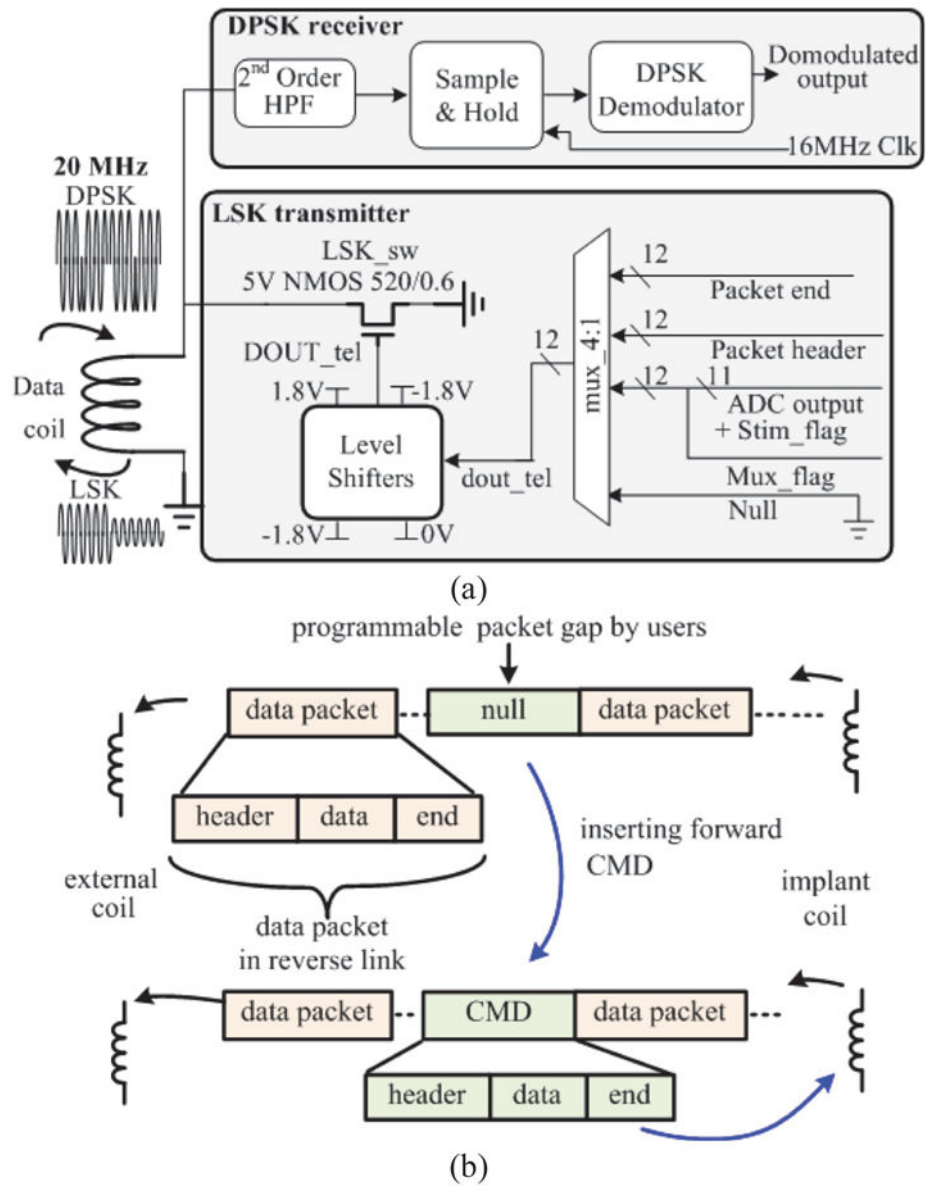 DPSK receiver
2nd Order
HPF
Sample
& Hold
DPSK
Demodulator
Domodulated
output
16MHz Clk
20 MHz
DPSK
Data
coil
LSK
LSK transmitter
LSK_sw
5V NMOS 520/0.6
DOUT_tel
1.8V
-1.8V
Level
Shifters
-1.8V
0V
dout_tel
12
mux_4:1
12
Packet end
12
Packet header
12
11
ADC output
+ Stim_flag
Mux_flag
Null
(a)
programmable packet gap by users
data packet
null
data packet
header
data
end
inserting forward
CMD
external
coil
implant
coil
data packet
in reverse link
data packet
CMD
data packet
header
data
end
(b)